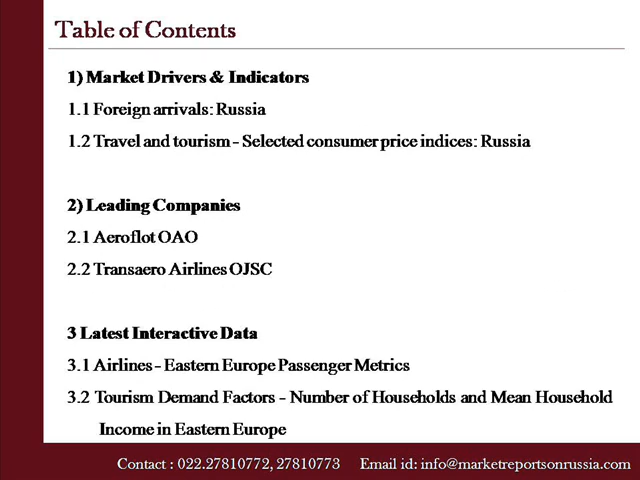 Table of Contents
1) Market Drivers & Indicators
1.1 Foreign arrivals: Russia
1.2 Travel and tourism - Selected consumer price indices: Russia
2) Leading Companies
2.1 Aeroflot OAO
2.2 Transaero Airlines OJSC
3 Latest Interactive Data
3.1 Airlines - Eastern Europe Passenger Metrics
3.2 Tourism Demand Factors - Number of Households and Mean Household
Income in Eastern Europe
Contact : 022.27810772, 27810773 Email id: info@marketreportsonrussia.com